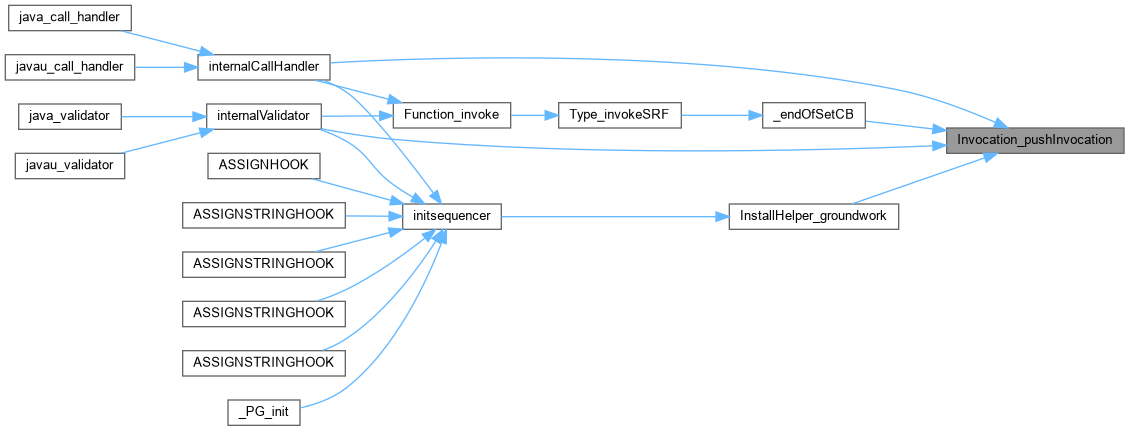 java_call_handler
javau_call_handler
internalCallHandler
java_validator
internalValidator
Function_invoke
Type_invokeSRF
_endOfSetCB
Invocation_pushInvocation
javau_validator
ASSIGNHOOK
ASSIGNSTRINGHOOK
initsequencer
InstallHelper_groundwork
ASSIGNSTRINGHOOK
ASSIGNSTRINGHOOK
ASSIGNSTRINGHOOK
_PG_init